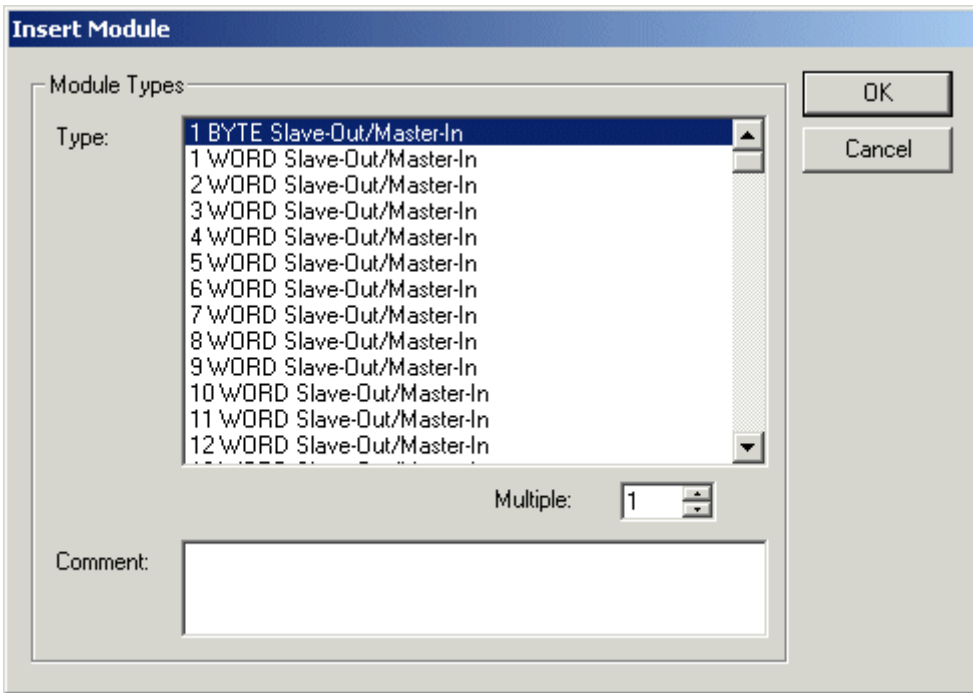 Insert Module
Module Types
OK
Type:
1 BYTE Slave-Out/Master-In
Cancel
1 WORD Slave-Out/Master-In
2 WORD Slave-Out/Master-In
3 WORD Slave-Out/Master-In
4 WORD Slave-Out/Master-In
5 WORD Slave-Out/Master-In
6 WORD Slave-Out/Master-In
7 WORD Slave-Out/Master-In
8 WORD Slave-Out/Master-In
9 WORD Slave-Out/Master-In
10 WORD Slave-Out/Master-In
11 WORD Slave-Out/Master-In
12 WORD Slave-Out/Master-In
Multiple: 1
Comment: